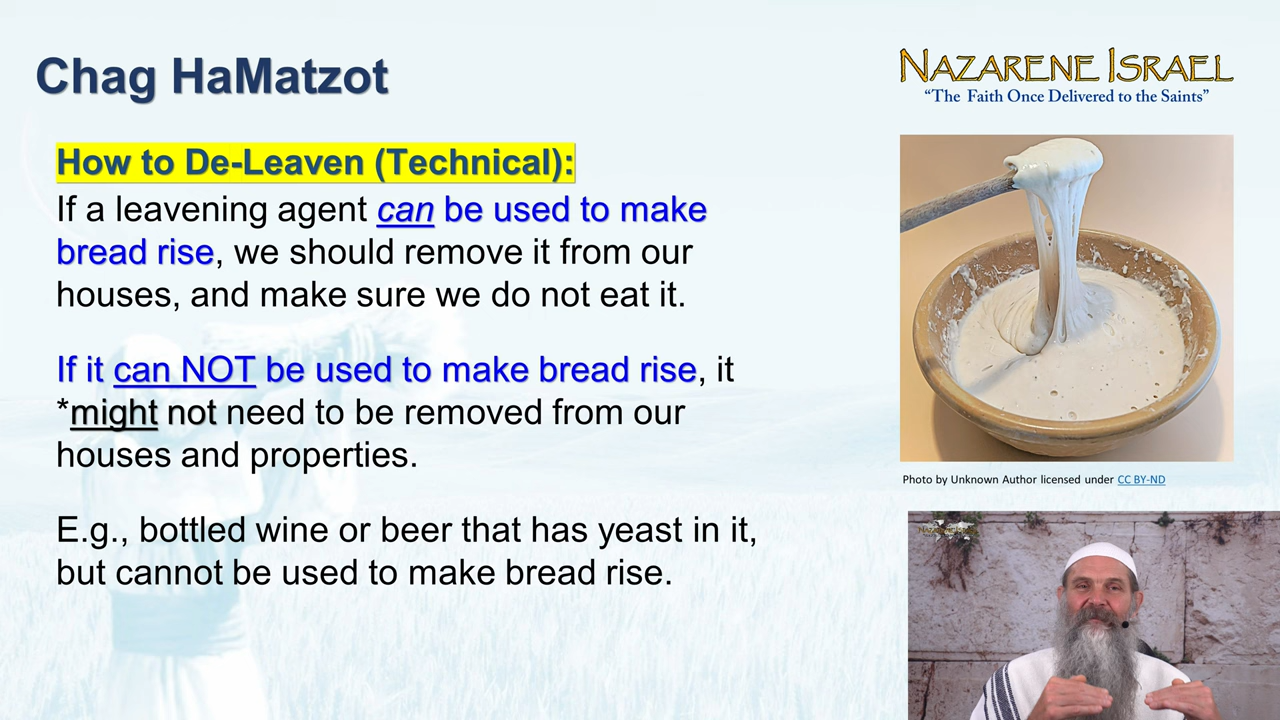 Chag HaMatzot
NAZARENE ISRAEL
“The Faith Once Delivered to the Saints”
How to De-Leaven (Technical):
If a leavening agent can be used to make
bread rise, we should remove it from our
houses, and make sure we do not eat it.
If it can NOT be used to make bread rise, it
*might not need to be removed from our
houses and properties.
E.g., bottled wine or beer that has yeast in it,
but cannot be used to make bread rise.
Photo by Unknown Author licensed under CC BY-ND